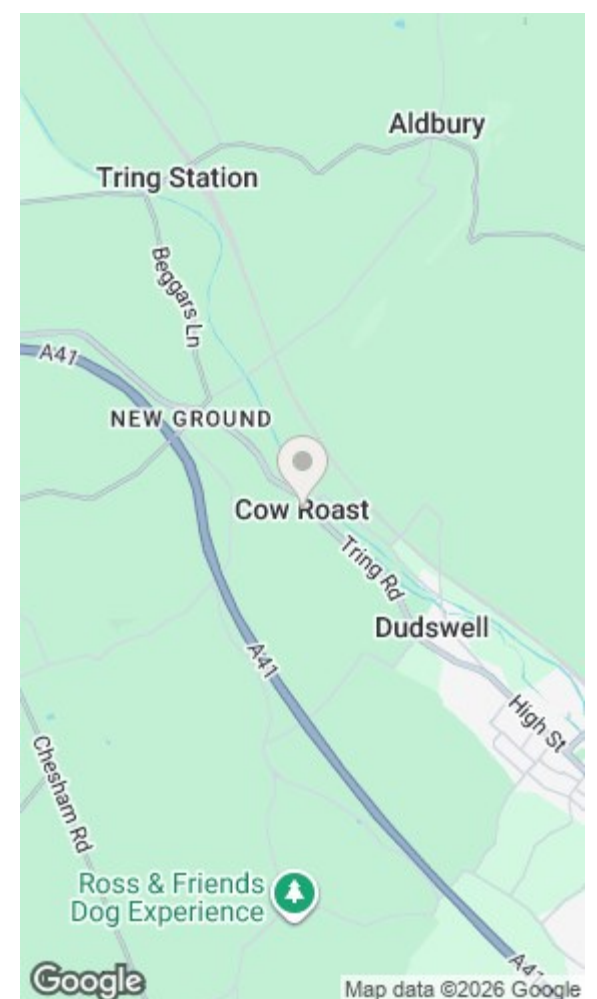 Aldbury
Tring Station
Beggars Ln
A41
NEW GROUND
Cow Roast
Tring Rd
Dudswell
A41
High St
Chesham Rd
Ross & Friends
Dog Experience
A41
Google
Map data ©2026 Google